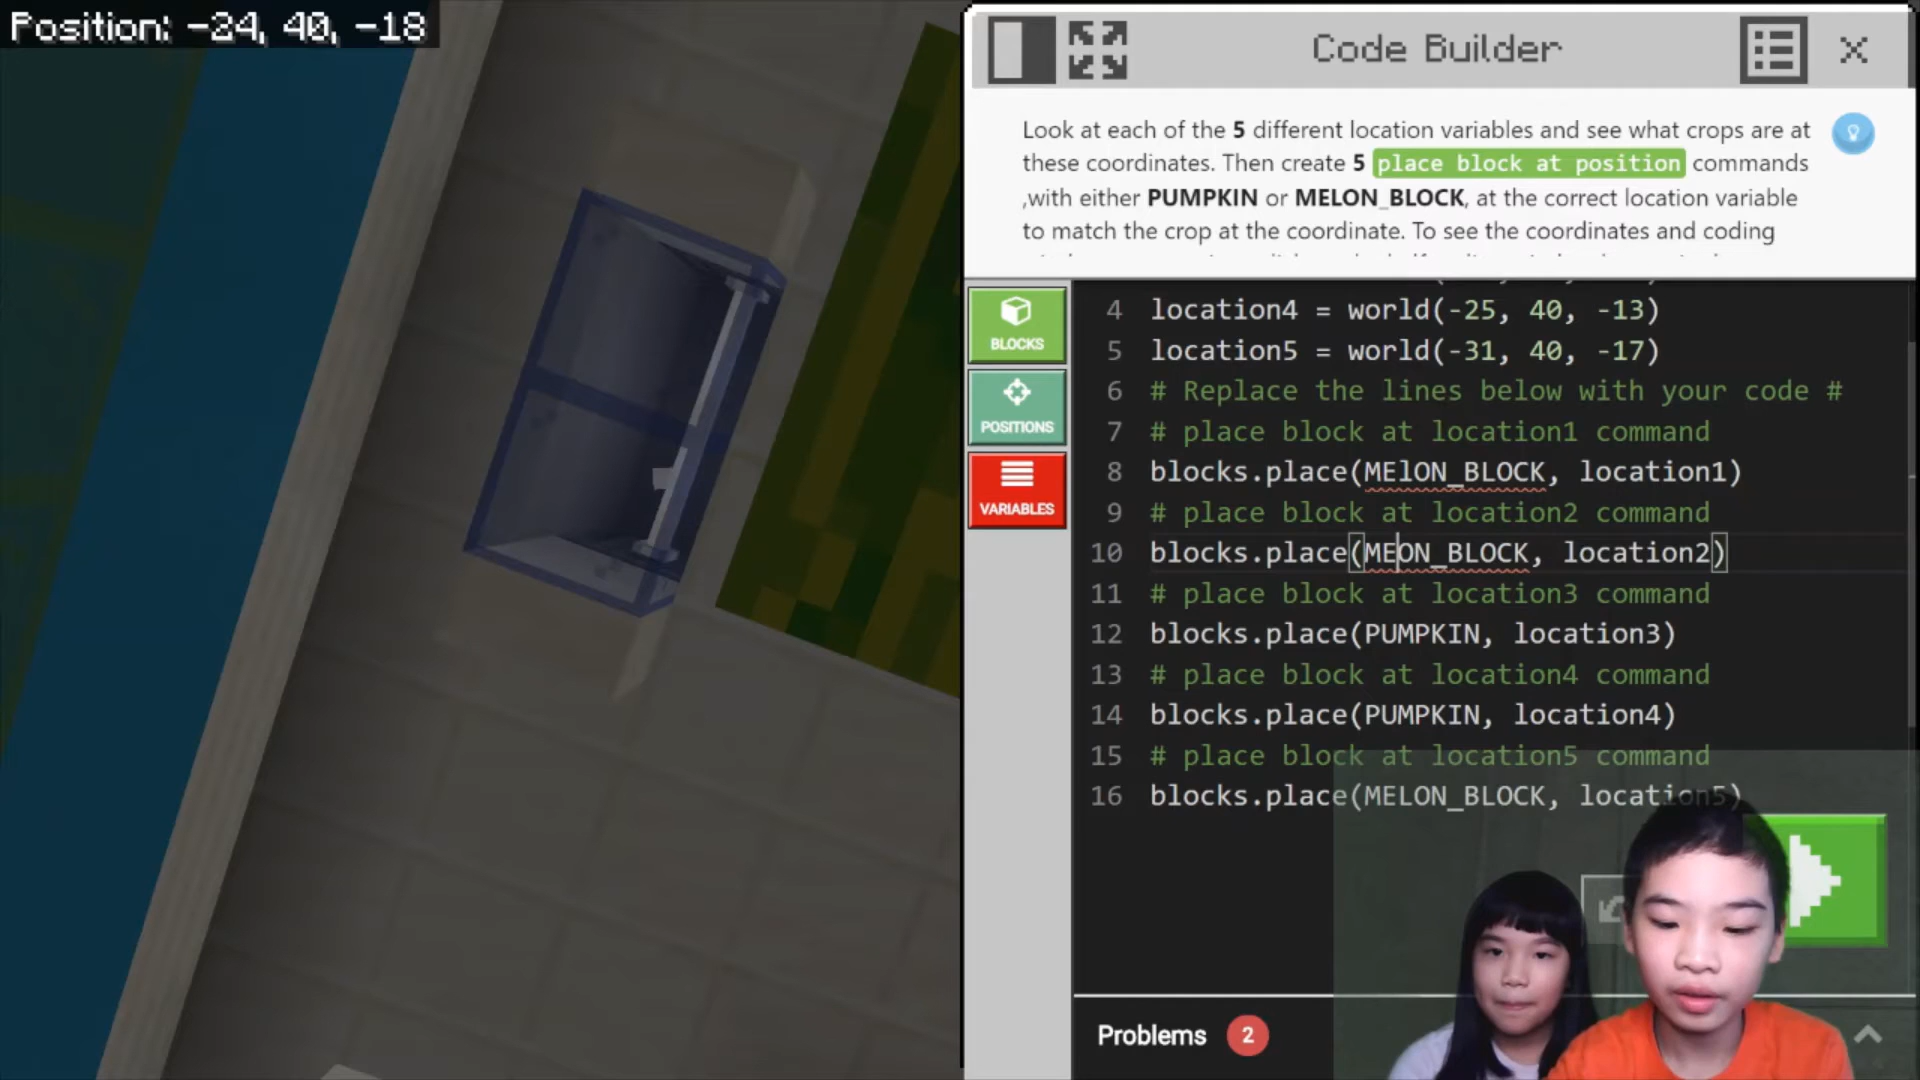 Position: -24, 40, -18
Code Builder
Look at each of the 5 different location variables and see what crops are at
these coordinates. Then create 5 place block at position commands
,with either PUMPKIN or MELON_BLOCK, at the correct location variable
to match the crop at the coordinate. To see the coordinates and coding
BLOCKS
POSITIONS
VARIABLES
4 location4 = world(-25, 40, -13)
5 location5 = world(-31, 40, -17)
6 # Replace the lines below with your code #
7 # place block at location1 command
8 blocks.place(MElON_BLOCK, location1)
9 # place block at location2 command
10 blocks.place(MEON_BLOCK, location2)
11 # place block at location3 command
12 blocks.place(PUMPKIN, location3)
13 # place block at location4 command
14 blocks.place(PUMPKIN, location4)
15 # place block at location5 command
16 blocks.place(MELON_BLOCK, location5)
Problems 2